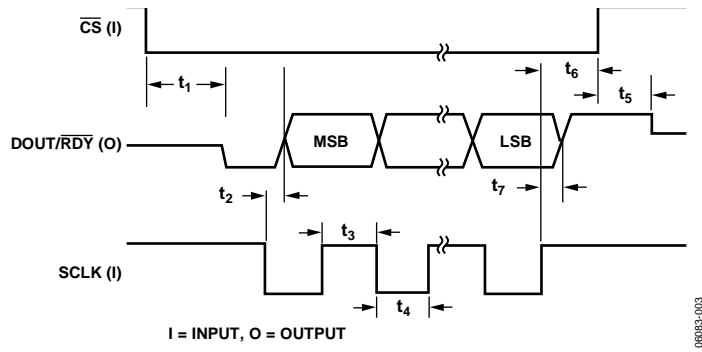 CS (I)
t1
t6
t5
DOUT/RDY (O)
MSB
LSB
t2
t7
t3
SCLK (I)
t4
I = INPUT, O = OUTPUT
06083-003